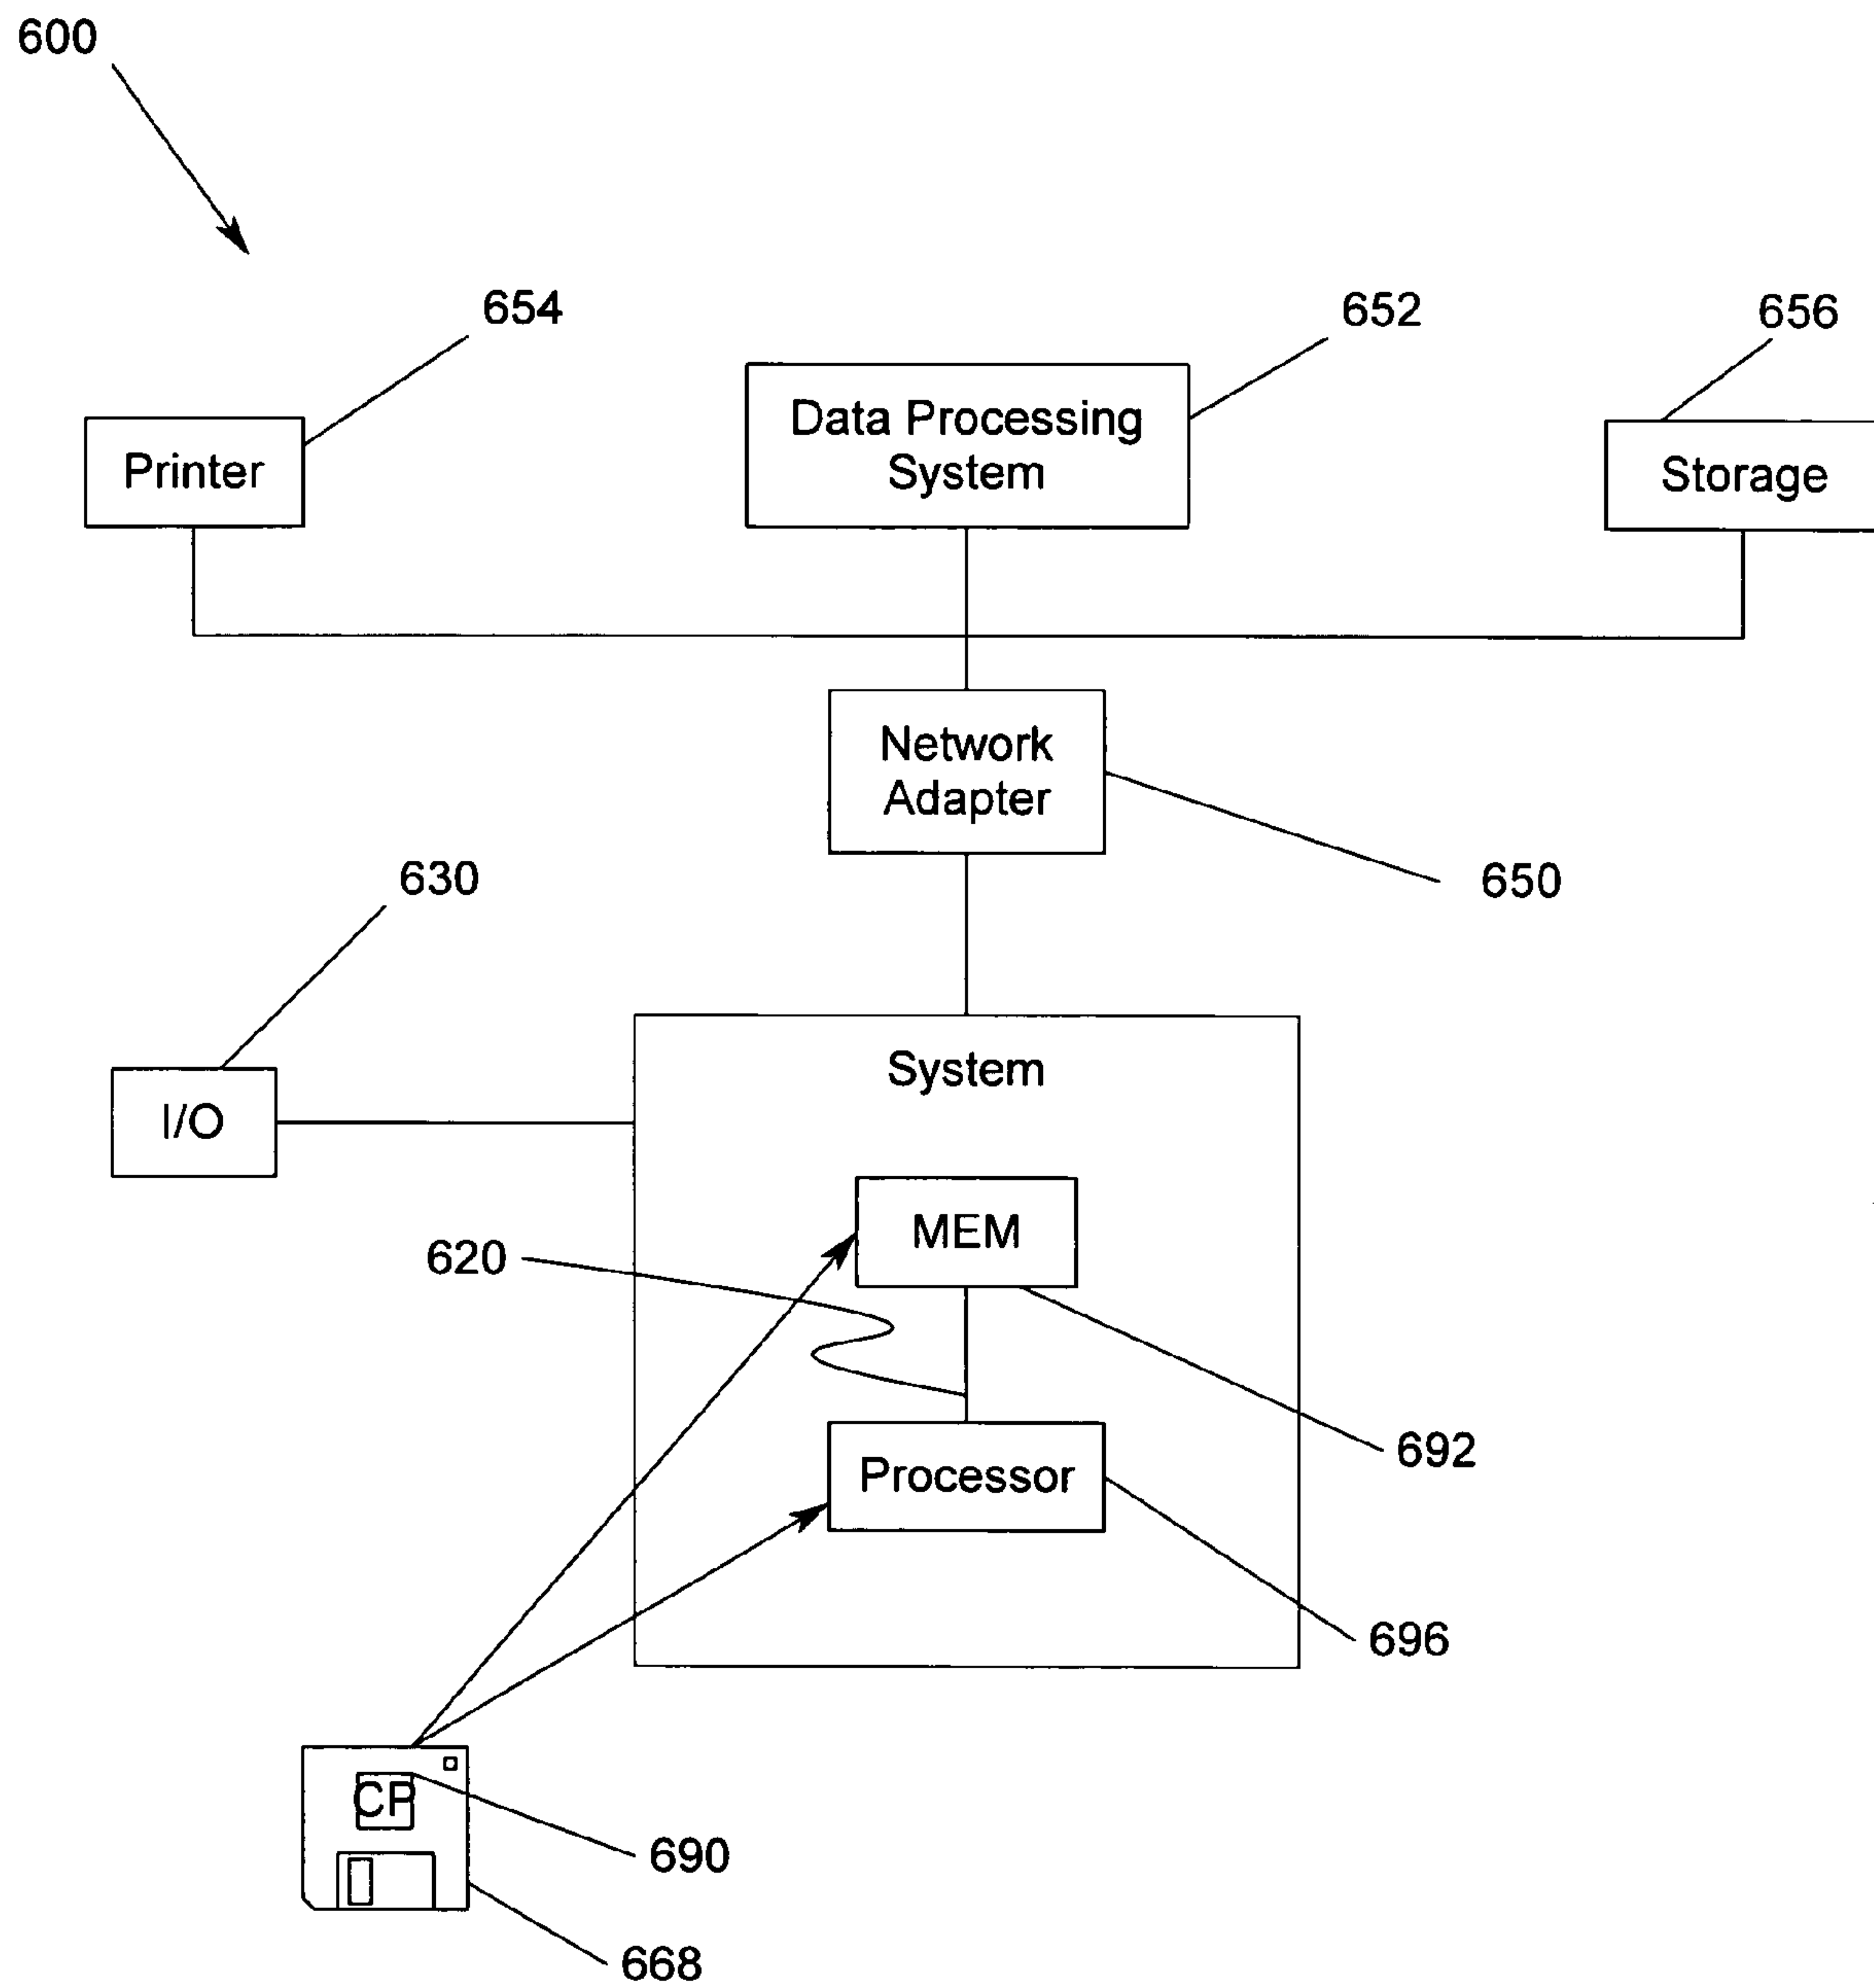 600
654
652
656
Printer
Data Processing
System
Storage
Network
Adapter
650
630
System
I/O
MEM
620
692
Processor
696
CP
690
668